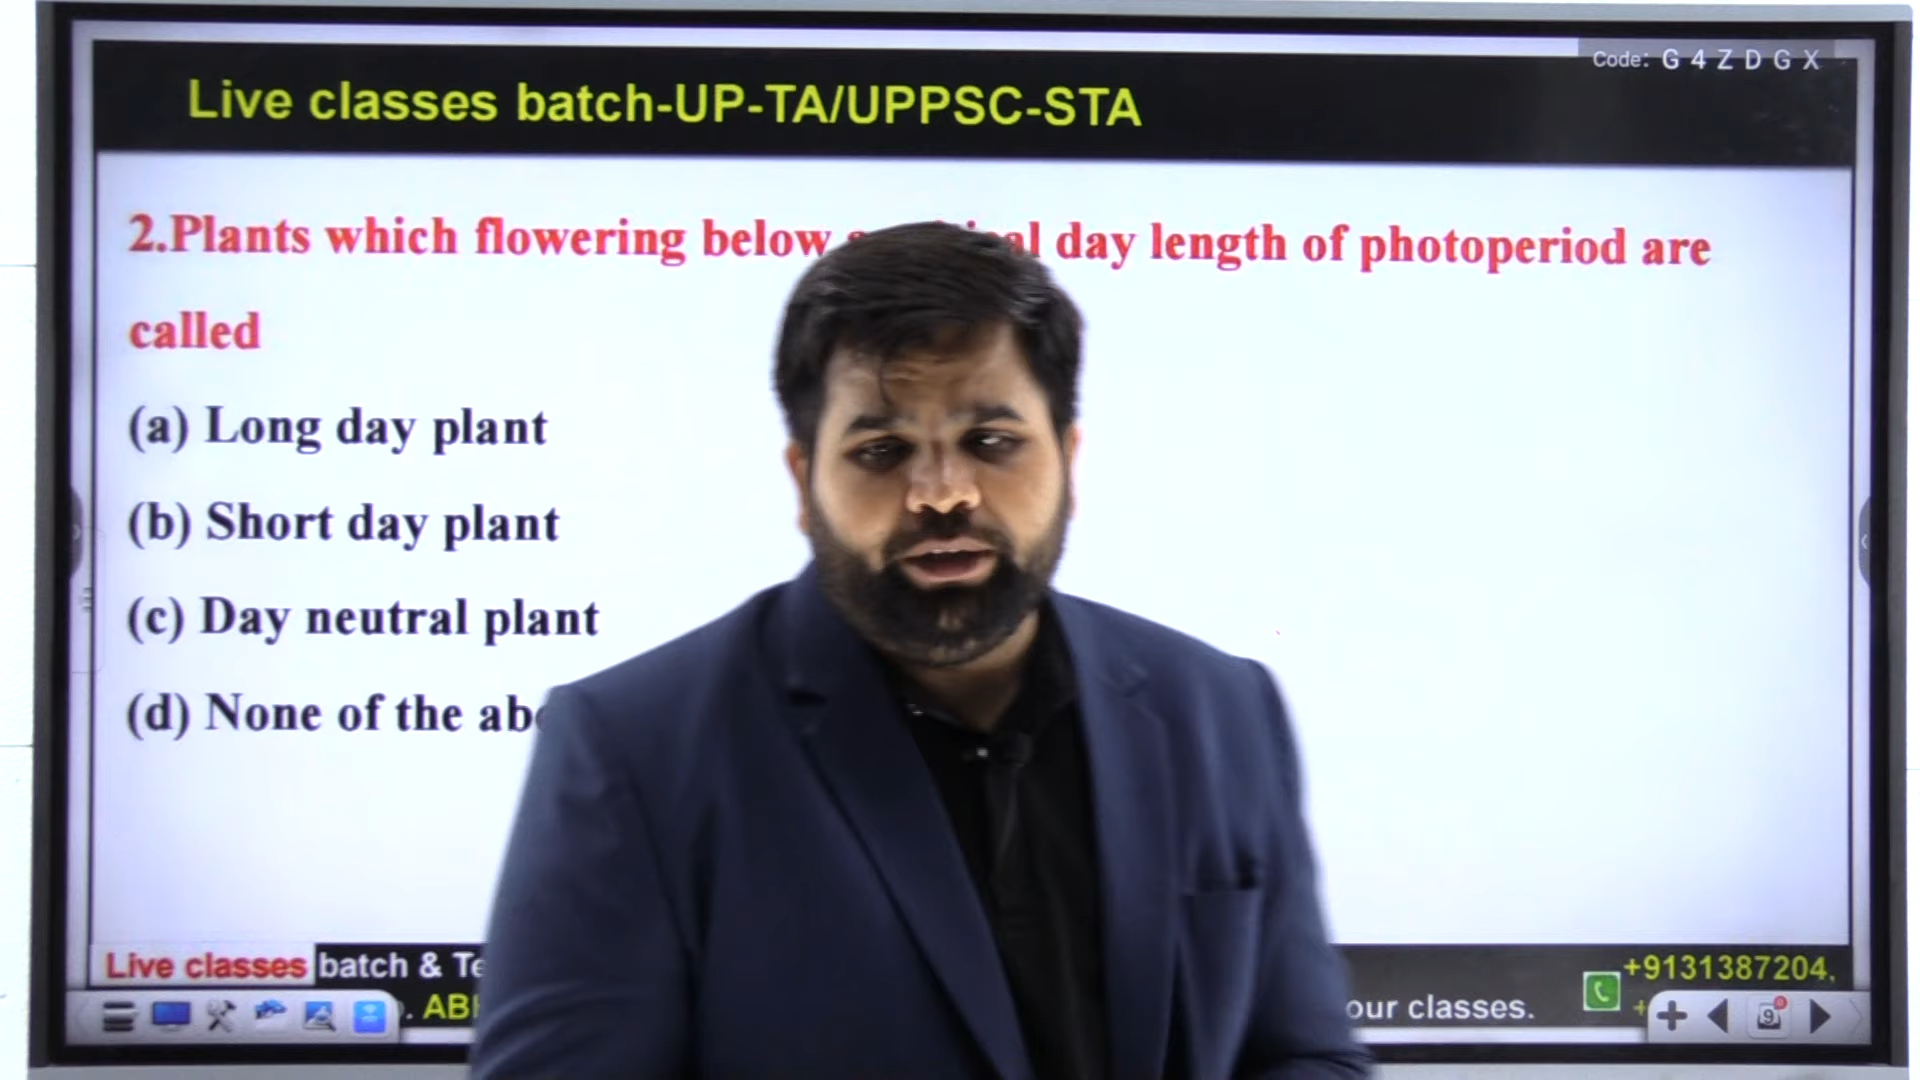 Code: G 4 Z D G X
Live classes batch-UP-TA/UPPSC-STA
2.Plants which flowering below day length of photoperiod are
called
(a) Long day plant
(b) Short day plant
(c) Day neutral plant
(d) None of the
Live classes batch &
+9131387204,
our classes.